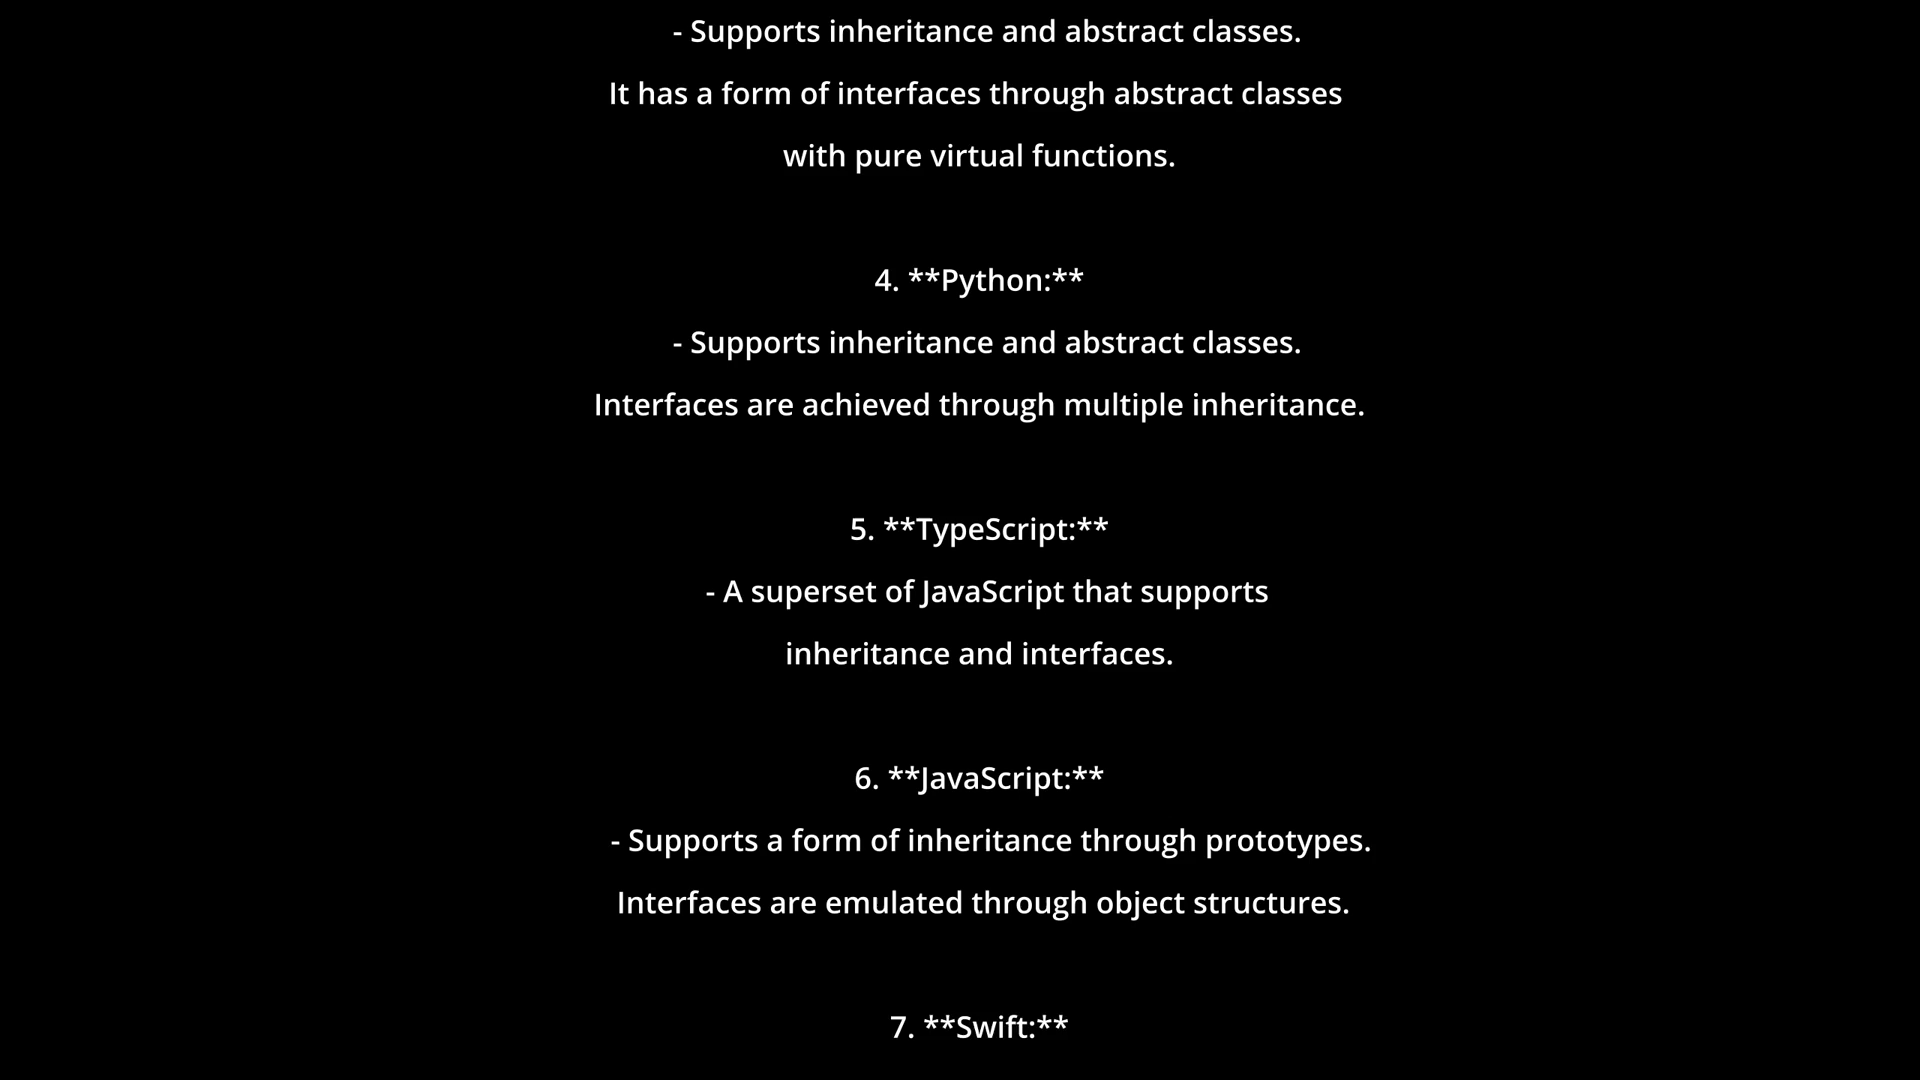 - Supports inheritance and abstract classes.
It has a form of interfaces through abstract classes
with pure virtual functions.
4. **Python:**
- Supports inheritance and abstract classes.
Interfaces are achieved through multiple inheritance.
5. **TypeScript:**
- A superset of JavaScript that supports
inheritance and interfaces.
6. **JavaScript:**
- Supports a form of inheritance through prototypes.
Interfaces are emulated through object structures.
7. **Swift:**